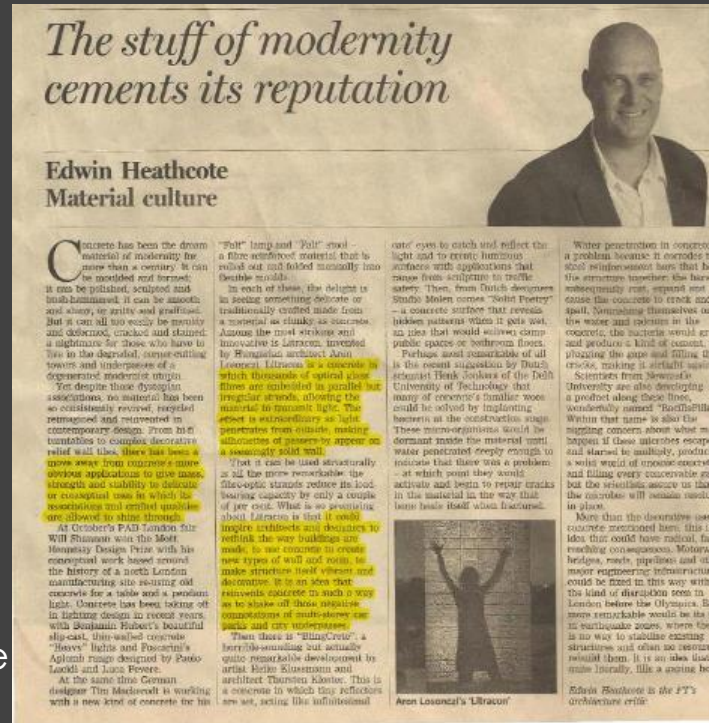 The stuff of modernity
cements its reputation
Edwin Heathcote
Material culture
Concrete has been the dream
material of modernity for
more than a century. It can
be moulded and formed;
it can be polished, sculpted and
bush-hammered; it can be smooth
and shiny, or gritty and graffitied.
But it can all too easily be murky
and deformed, cracked and stained,
a nightmare for those who have to
live in the degraded, corner-cutting
towers and underpasses of a
degenerated modernist utopia.
Yet despite those dystopian
associations, no material has been
so consistently revived, recycled
reimagined and reinvented in
contemporary design. From hi-fi
turntables to complex decorative
relief wall tiles, there has been a
move away from concrete's more
obvious applications to give mass,
strength and stability to delicate
or conceptual uses in which its
associations and crafted qualities
are allowed to shine through.
At October's PAD London fair
Will Shannon won the Moët
Hennessy Design Prize with his
conceptual work based around
the history of a north London
manufacturing site re-using old
concrete for a table and a pendant
light. Concrete has been taking off
in lighting design in recent years,
with Benjamin Hubert's beautiful
slip-cast, thin-walled concrete
"Heavy" lights and Foscarini's
Aplomb range designed by Paolo
Lucidi and Luca Pevere.
At the same time German
designer Tim Mackerodt is working
with a new kind of concrete for his
"Falt" lamp and "Falt" stool –
a fibre-reinforced material that is
rolled out and folded manually into
flexible moulds.
In each of these, the delight is
in seeing something delicate or
traditionally crafted made from
a material as clunky as concrete.
Among the most striking and
innovative is Litracon, invented
by Hungarian architect Aron
Losonczi. Litracon is a concrete in
which thousands of optical glass
fibres are embedded in parallel but
irregular strands, allowing the
material to transmit light. The
effect is extraordinary as light
penetrates from outside, making
silhouettes of passers-by appear on
a seemingly solid wall.
That it can be used structurally
is all the more remarkable; the
fibre-optic strands reduce its load-
bearing capacity by only a couple
of per cent. What is so promising
about Litracon is that it could
inspire architects and designers to
rethink the way buildings are
made, to use concrete to create
new types of wall and room, to
make structure itself vibrant and
decorative. It is an idea that
reinvents concrete in such a way
as to shake off those negative
connotations of multi-storey car
parks and city underpasses.
Then there is "BlingCrete", a
horrible-sounding but actually
quite remarkable development by
artist Heike Klussmann and
architect Thorsten Klooster. This is
a concrete in which tiny reflectors
are set, acting like infinitesimal
cats' eyes to catch and reflect the
light and to create luminous
surfaces with applications that
range from sculpture to traffic
safety. Then, from Dutch designers
Studio Molen comes "Solid Poetry"
– a concrete surface that reveals
hidden patterns when it gets wet,
an idea that would enliven damp
public spaces or bathroom floors.
Perhaps most remarkable of all
is the recent suggestion by Dutch
scientist Henk Jonkers of the Delft
University of Technology that
many of concrete's familiar woes
could be solved by implanting
bacteria at the construction stage.
These micro-organisms would lie
dormant inside the material until
water penetrated deeply enough to
indicate that there was a problem
– at which point they would
activate and begin to repair cracks
in the material in the way that
bone heals itself when fractured.
Aron Losonczi's 'Litracon'
Water penetration in concrete
a problem because it corrodes t
steel reinforcement bars that ho
the structure together; the bars
subsequently rust, expand and
cause the concrete to crack and
spall. Nourishing themselves on
the water and calcium in the
concrete, the bacteria would gr
and produce a kind of cement,
plugging the gaps and filling th
cracks, making it airtight again
Scientists from Newcastle
University are also developing
a product along these lines,
wonderfully named "BacillaFilla
Within that name is also the
niggling concern about what mi
happen if these microbes escape
and started to multiply, produci
a solid world of unconscious
and filling every conceivable
but the scientists assure us tha
the microbes will remain
in place.
More than the decorative use
concrete mentioned here, this i
idea that could have radical, fa
reaching consequences. Motorw
bridges, roads, pipelines and ot
major engineering infrastructur
could be fixed in this way with
the kind of disruption seen in
London before the Olympics. E
more remarkable would be its
in earthquake zones, where the
is no way to stabilise existing
structures and often no resourc
rebuild them. It is an idea that
quite literally, fills a gaping ho
Edwin Heathcote is the FT's
architecture critic
e